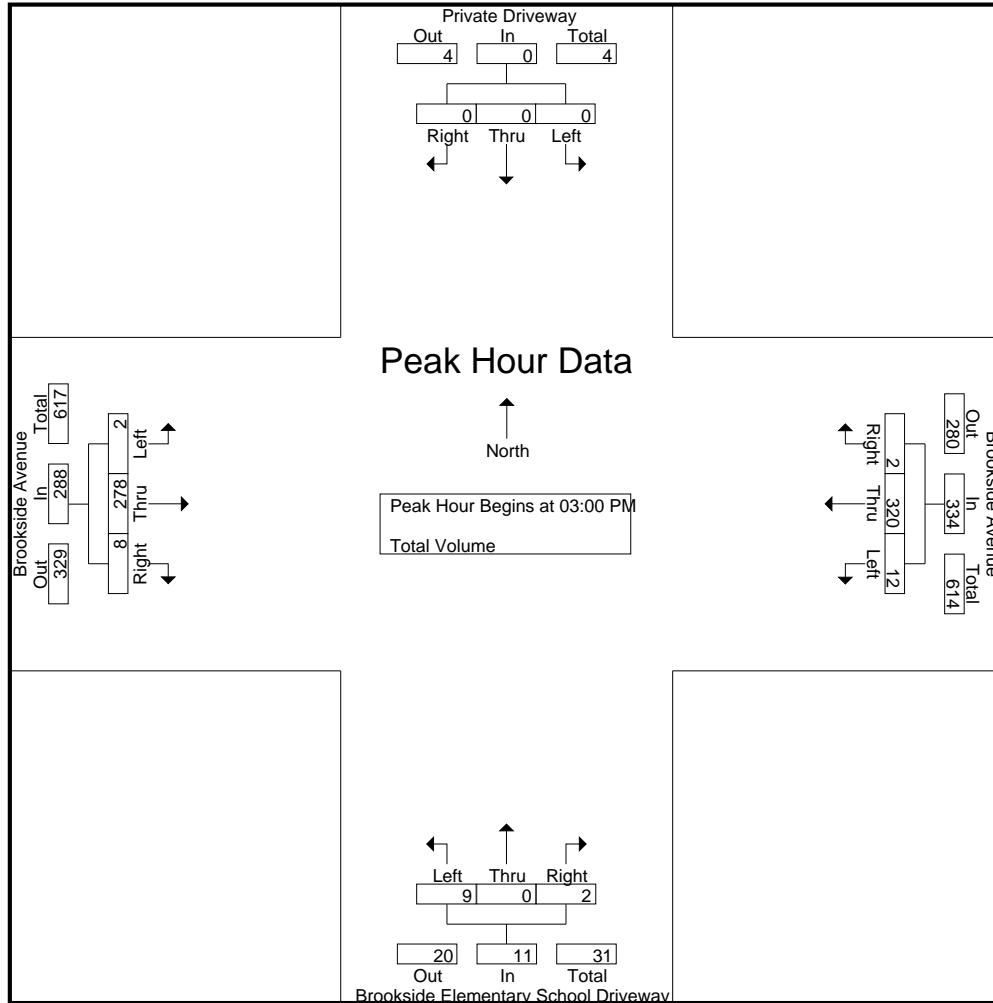 Private Driveway
Out In Total
4 0 4
0 0 0
Right Thru Left
Peak Hour Data
North
Peak Hour Begins at 03:00 PM
Total Volume
Brookside Avenue
Total In Out
617 288 329
2 278 8
Left Thru Right
Right Thru Left
2 320 12
280 334 614
Out In Total
Brookside Avenue
Left Thru Right
9 0 2
20 11 31
Out In Total
Brookside Elementary School Driveway